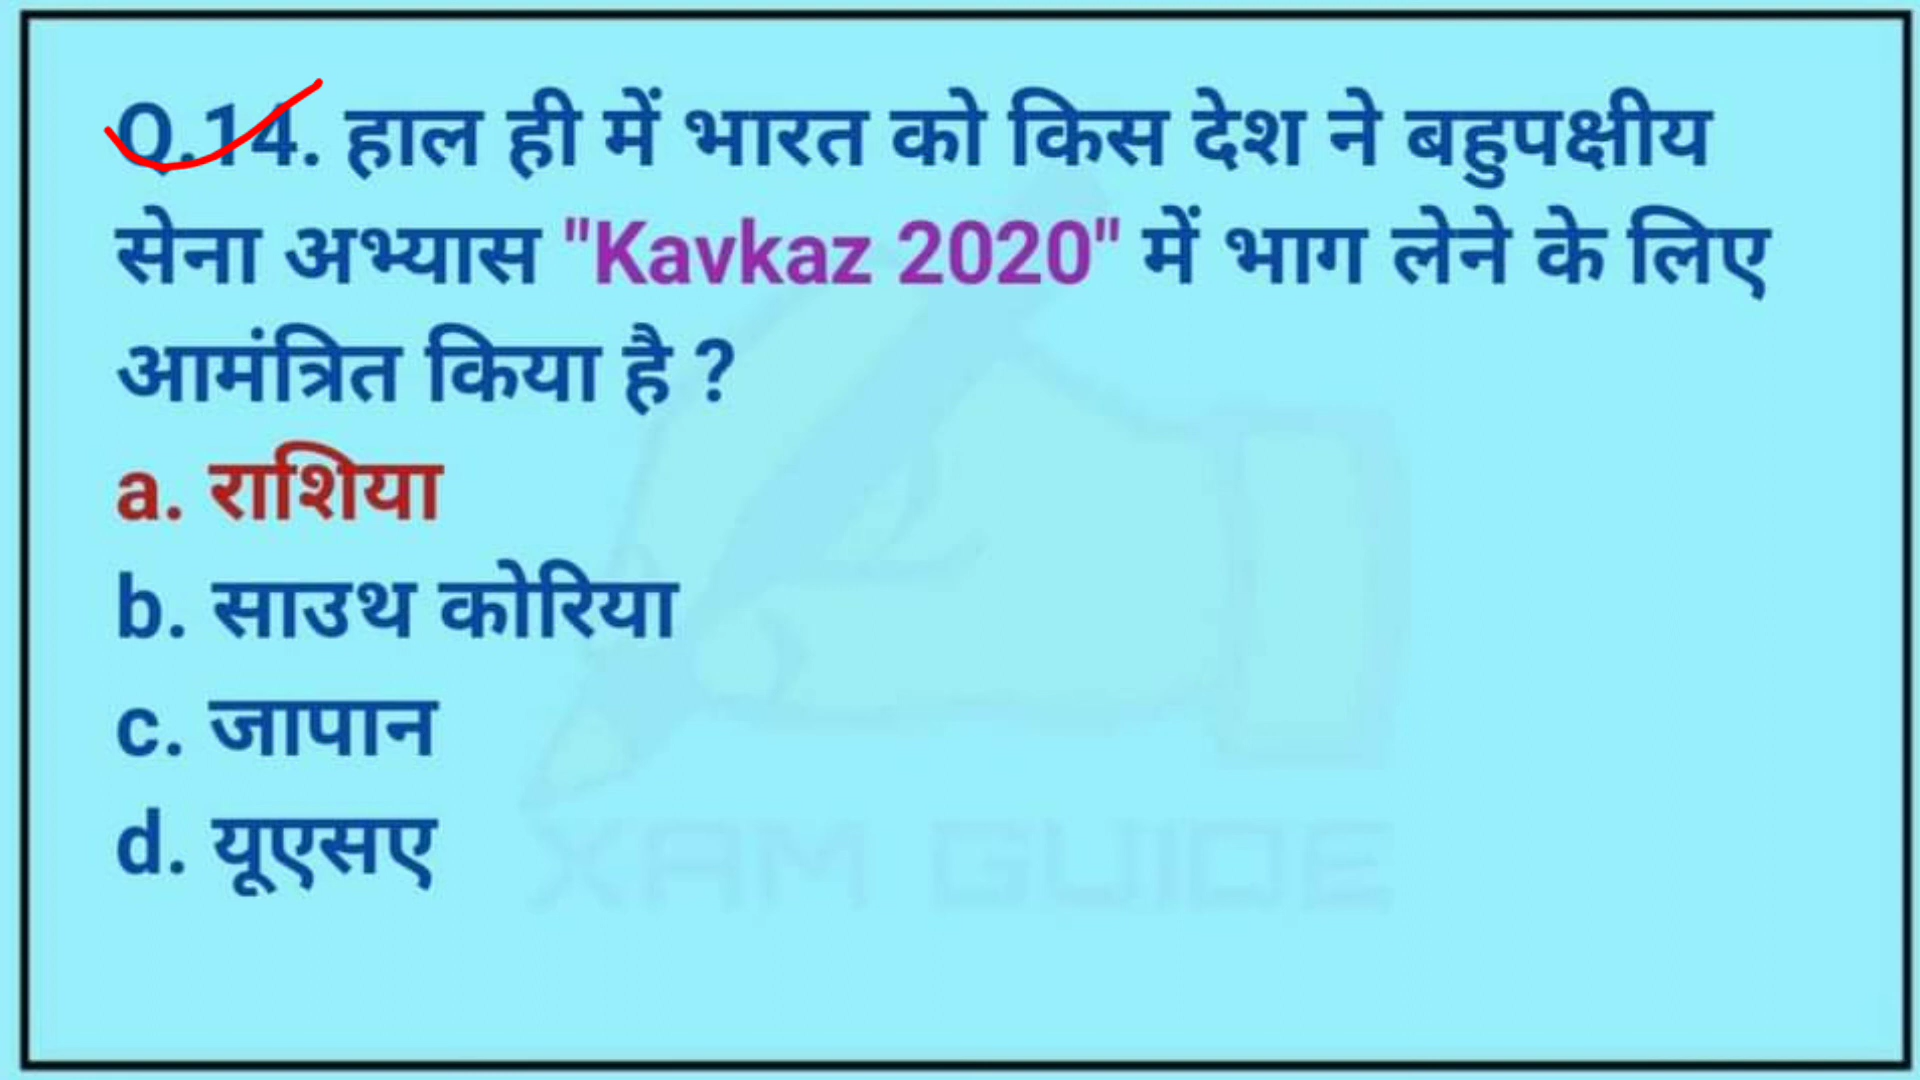 Q.14. हाल ही में भारत को किस देश ने बहुपक्षीय
सेना अभ्यास "Kavkaz 2020" में भाग लेने के लिए
आमंत्रित किया है ?
a. राशिया
b. साउथ कोरिया
c. जापान
d. यूएसए
XAM GUIDE